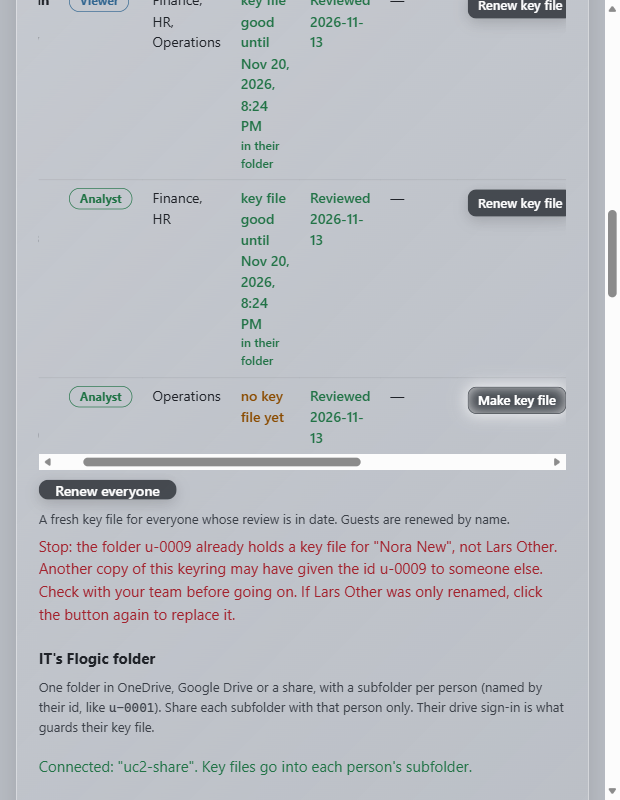 Viewer
Finance,
HR,
Operations
key file
good
until
Nov 20,
2026,
8:24
PM
in their
folder
Reviewed
2026-11-
13
Renew key file
Analyst
Finance,
HR
key file
good
until
Nov 20,
2026,
8:24
PM
in their
folder
Reviewed
2026-11-
13
—
Renew key file
Analyst
Operations
no key
file yet
Reviewed
2026-11-
13
—
Make key file
Renew everyone
A fresh key file for everyone whose review is in date. Guests are renewed by name.
Stop: the folder u-0009 already holds a key file for "Nora New", not Lars Other.
Another copy of this keyring may have given the id u-0009 to someone else.
Check with your team before going on. If Lars Other was only renamed, click
the button again to replace it.
IT's Flogic folder
One folder in OneDrive, Google Drive or a share, with a subfolder per person (named by
their id, like u-0001). Share each subfolder with that person only. Their drive sign-in is what
guards their key file.
Connected: "uc2-share". Key files go into each person's subfolder.